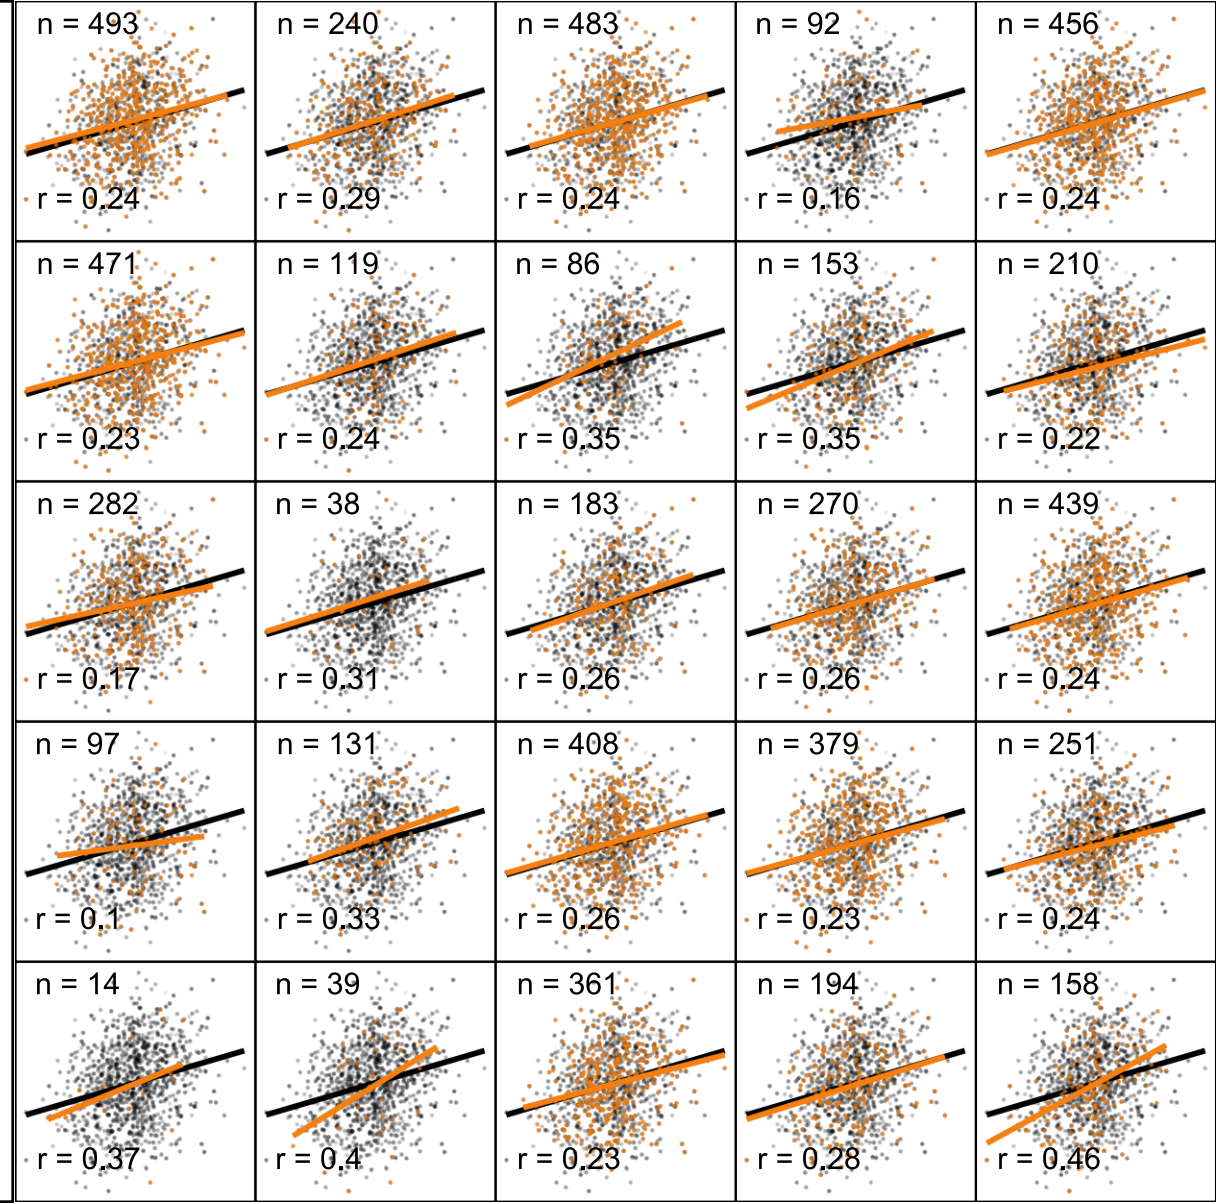 n = 493 n = 240 n = 483 n = 92 n = 456
r = 0.24 r = 0.29 r = 0.24 r = 0.16 r = 0.24
n = 471 n = 119 n = 86 n = 153 n = 210
r = 0.23 r = 0.24 r = 0.35 r = 0.35 r = 0.22
n = 282 n = 38 n = 183 n = 270 n = 439
r = 0.17 r = 0.31 r = 0.26 r = 0.26 r = 0.24
n = 97 n = 131 n = 408 n = 379 n = 251
r = 0.1 r = 0.33 r = 0.26 r = 0.23 r = 0.24
n = 14 n = 39 n = 361 n = 194 n = 158
r = 0.37 r = 0.4 r = 0.23 r = 0.28 r = 0.46